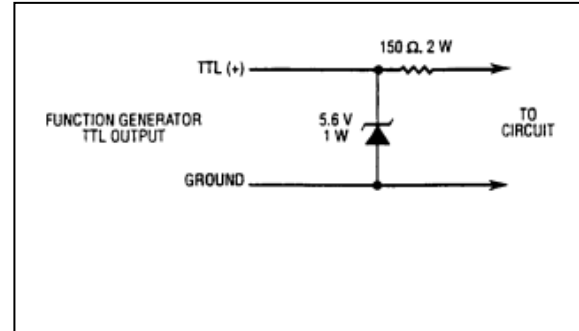 150 Ω, 2 W
TTL (+)
FUNCTION GENERATOR
TTL OUTPUT
5.6 V
1 W
TO
CIRCUIT
GROUND